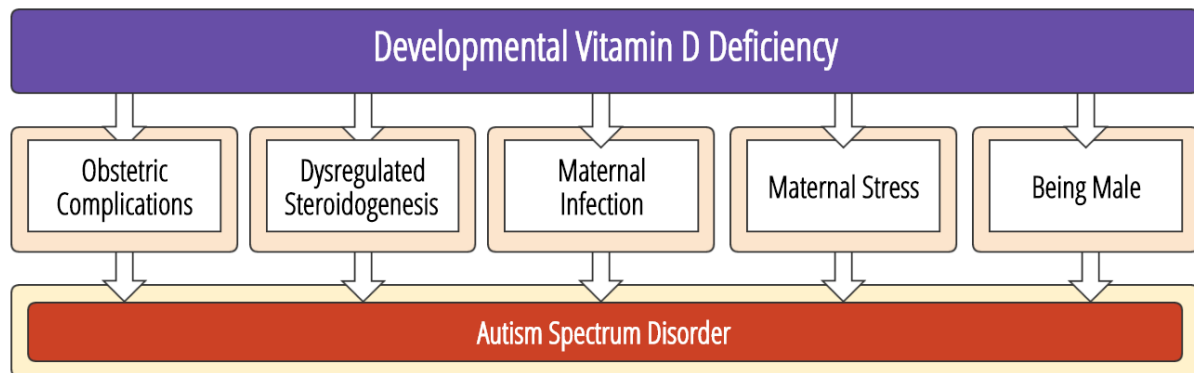 Developmental Vitamin D Deficiency
Obstetric
Complications
Dysregulated
Steroidogenesis
Maternal
Infection
Maternal Stress
Being Male
Autism Spectrum Disorder